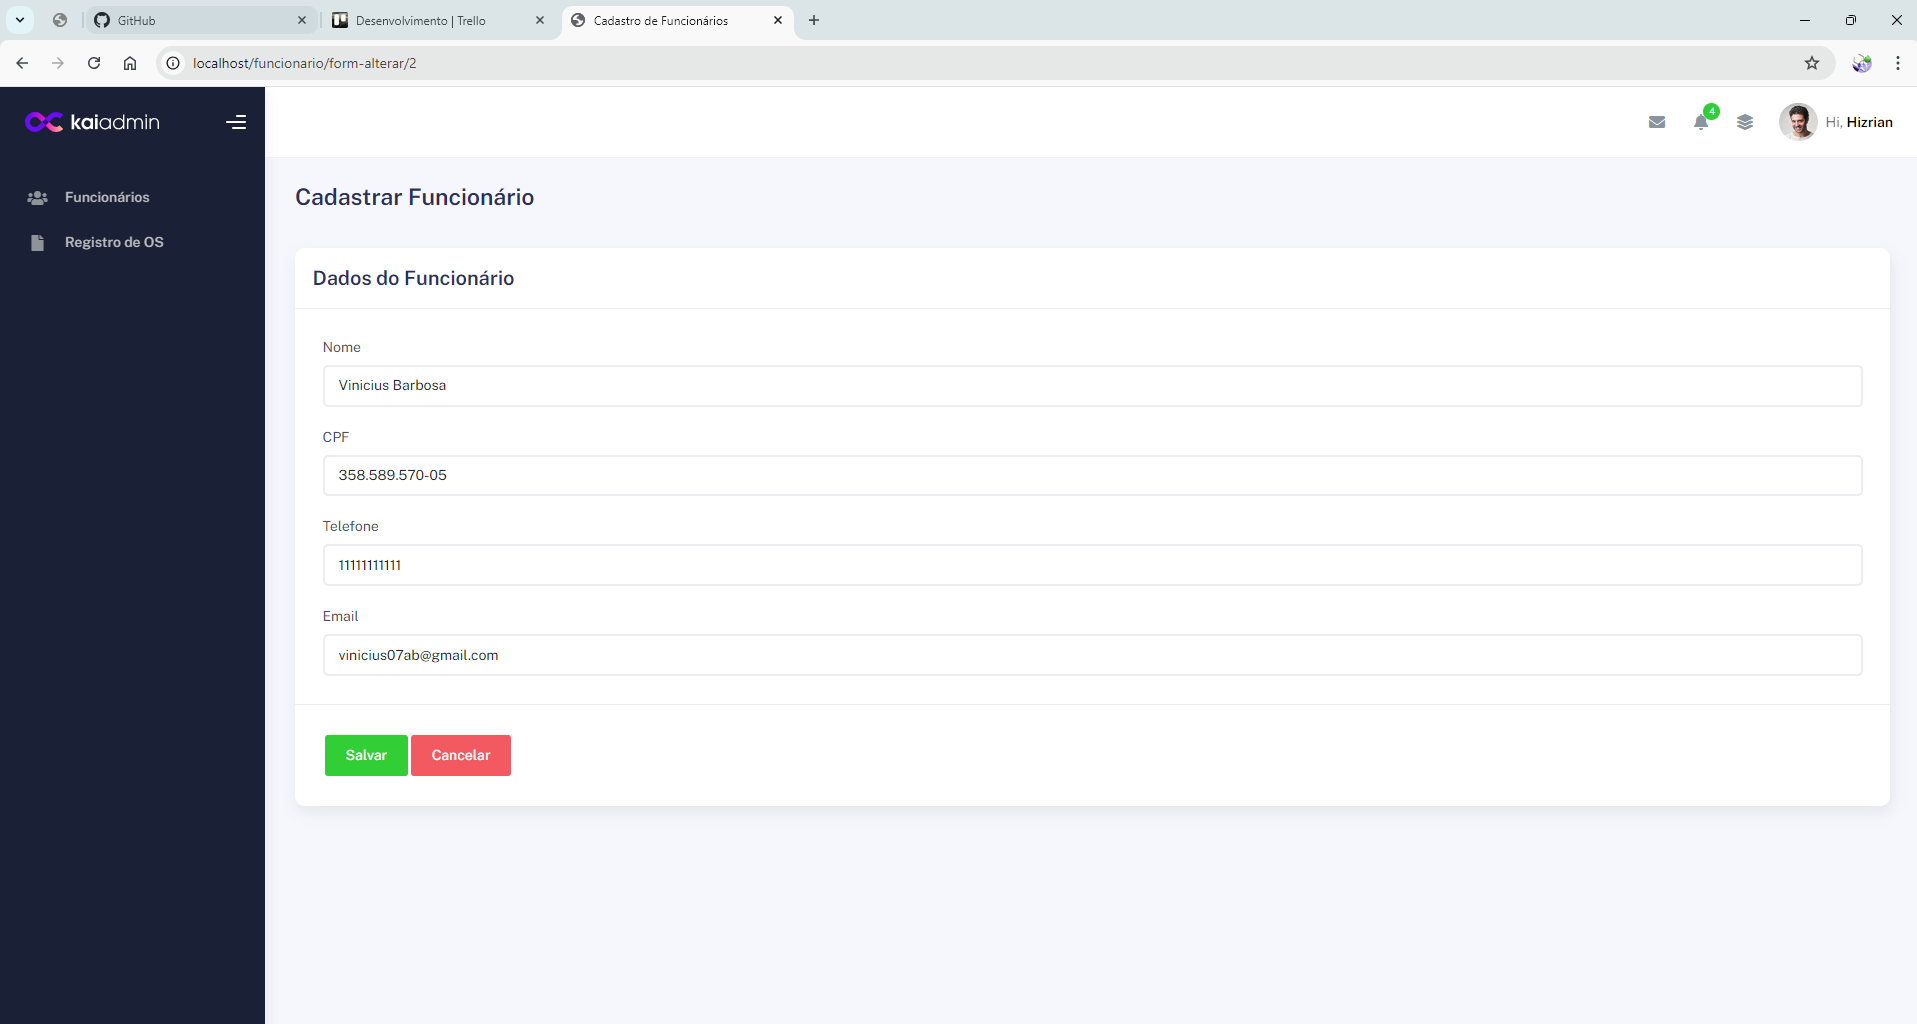 GitHub
Desenvolvimento | Trello
Cadastro de Funcionários
localhost/funcionario/form-alterar/2
kaiadmin
4
Hi, Hizrian
Funcionários
Registro de OS
Cadastrar Funcionário
Dados do Funcionário
Nome
Vinicius Barbosa
CPF
358.589.570-05
Telefone
11111111111
Email
vinicius07ab@gmail.com
Salvar
Cancelar